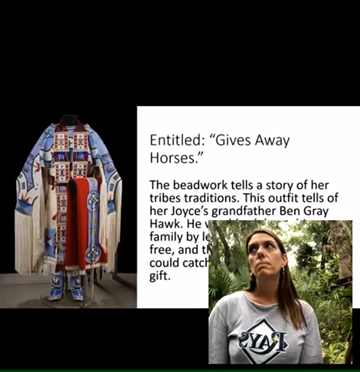 Entitled: “Gives Away
Horses.”
The beadwork tells a story of her
tribes traditions. This outfit tells of
her Joyce’s grandfather Ben Gray
Hawk. He
family by
free, and
could catch
gift.
RAYS